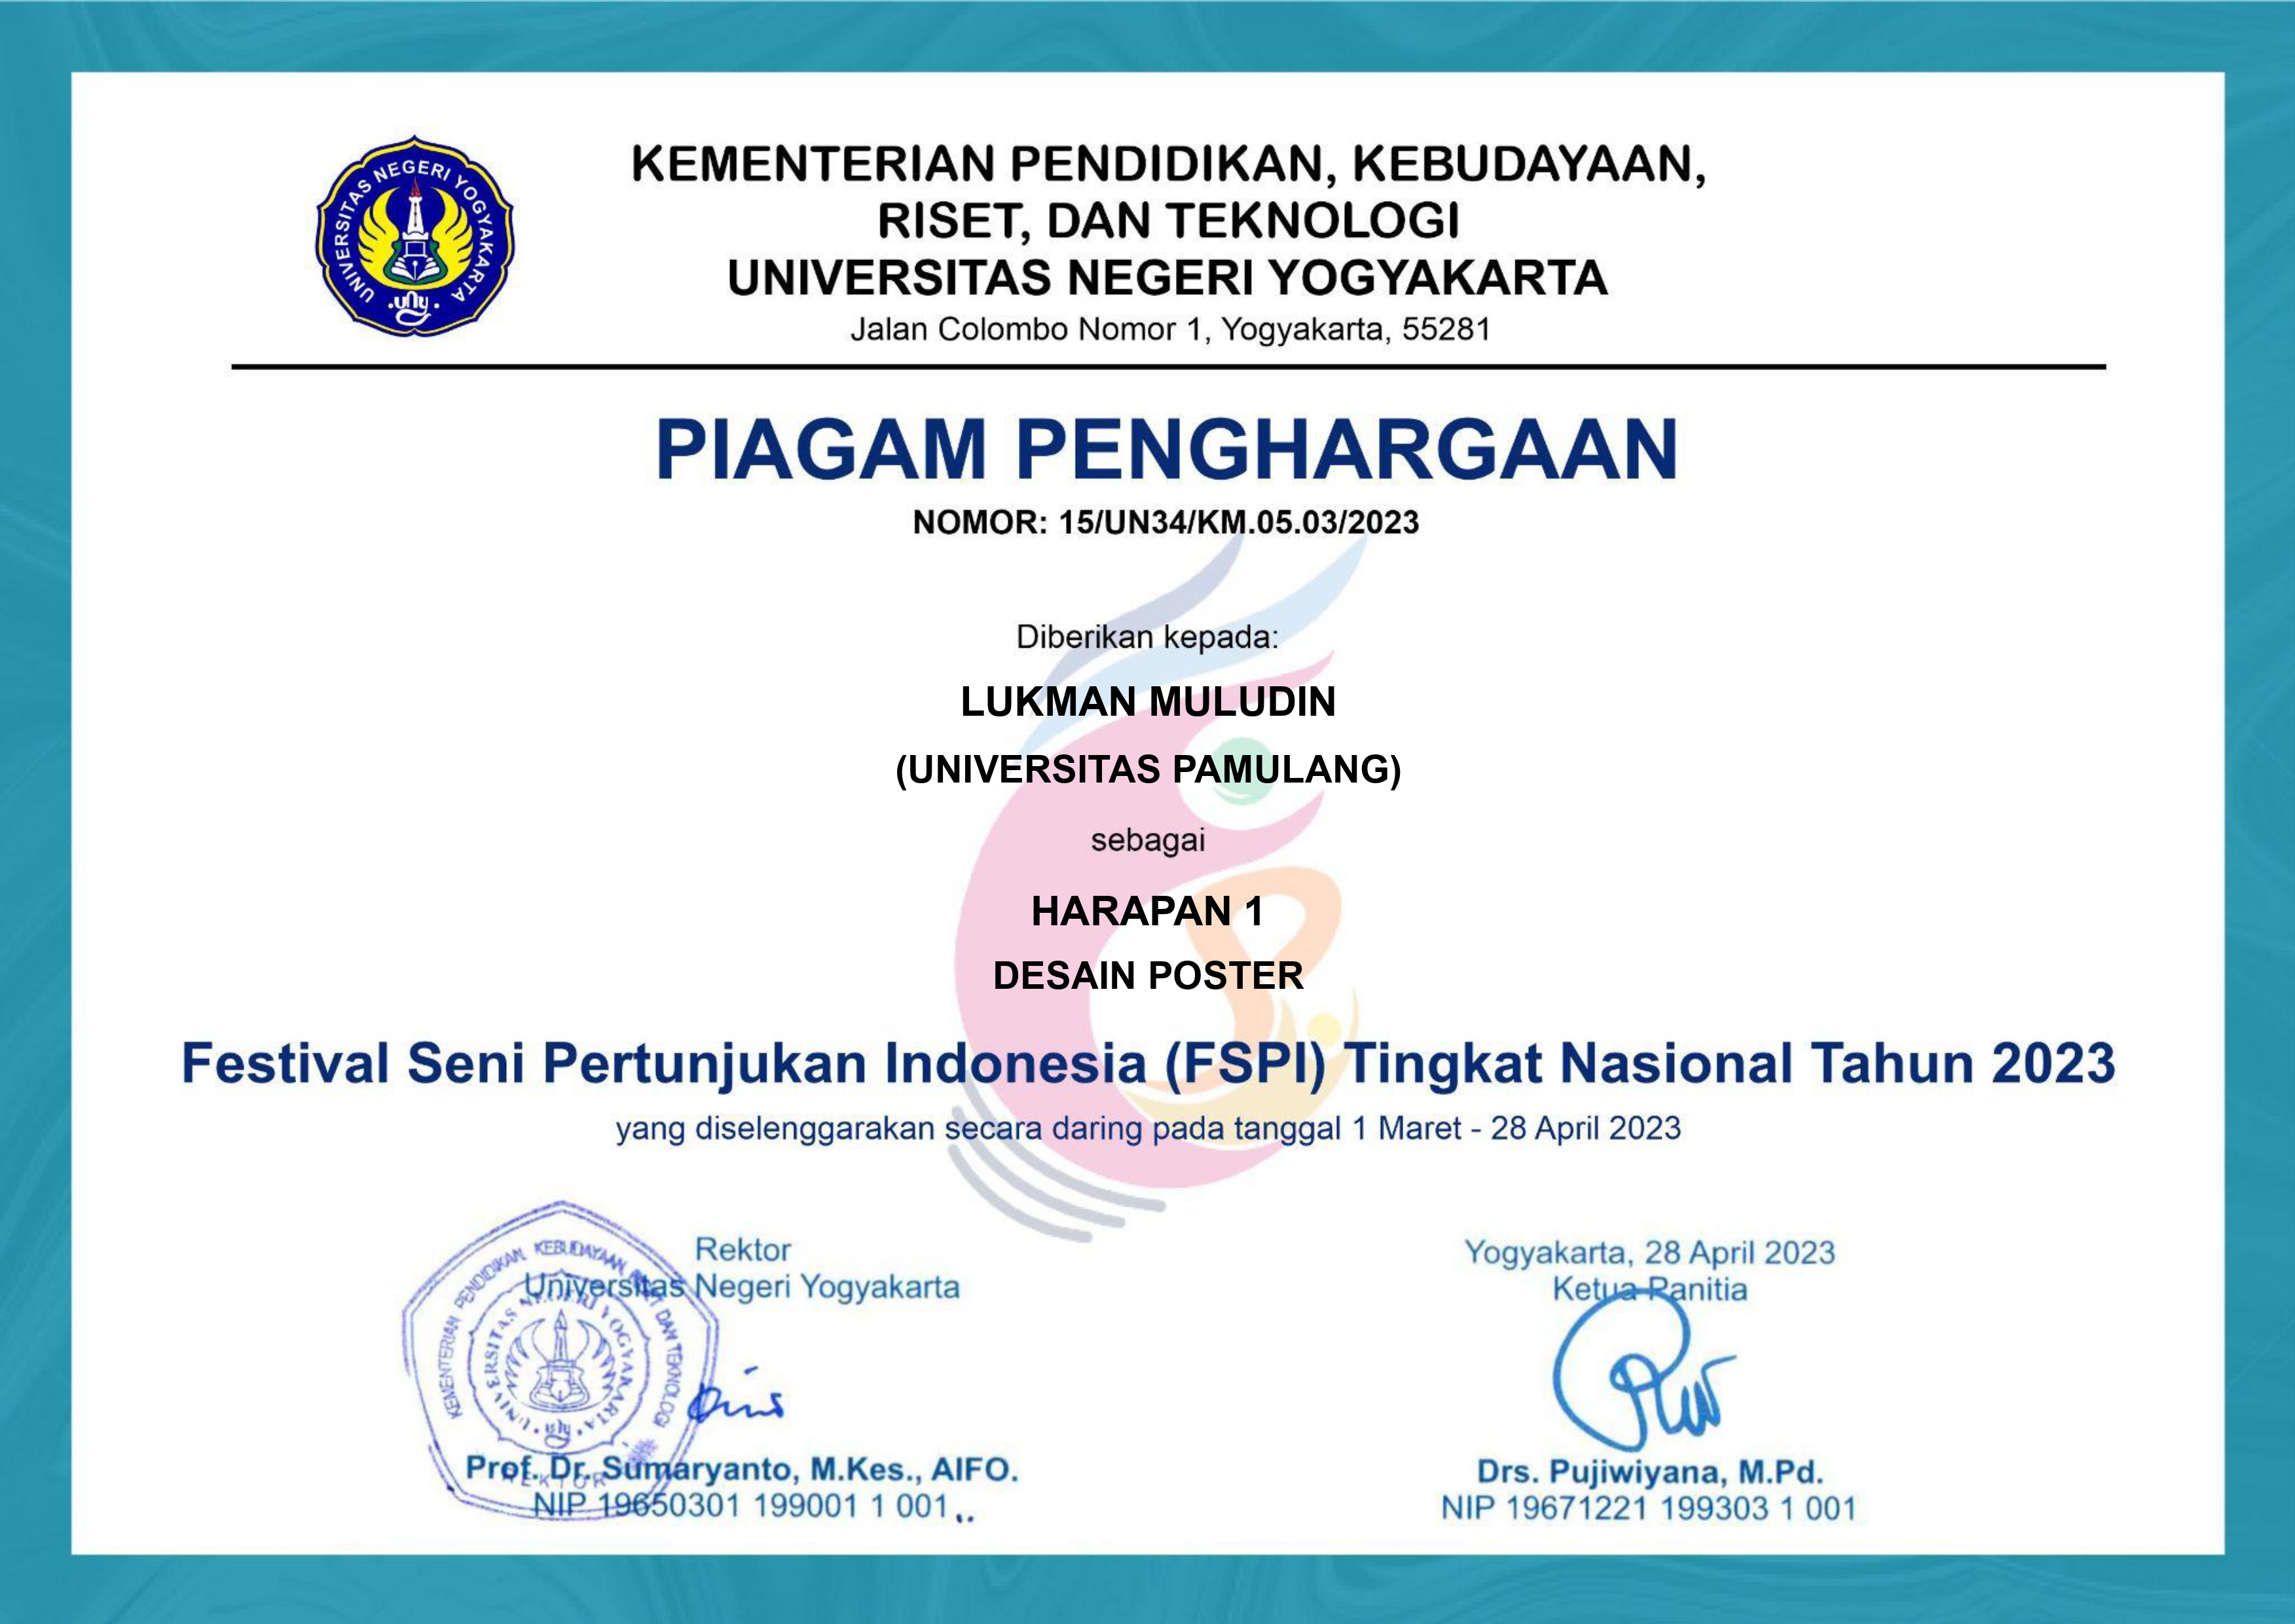 UNIVERSITAS NEGERI YOGYAKARTA
uny
KEMENTERIAN PENDIDIKAN, KEBUDAYAAN,
RISET, DAN TEKNOLOGI
UNIVERSITAS NEGERI YOGYAKARTA
Jalan Colombo Nomor 1, Yogyakarta, 55281
PIAGAM PENGHARGAAN
NOMOR: 15/UN34/KM.05.03/2023
Diberikan kepada:
LUKMAN MULUDIN
(UNIVERSITAS PAMULANG)
sebagai
HARAPAN 1
DESAIN POSTER
Festival Seni Pertunjukan Indonesia (FSPI) Tingkat Nasional Tahun 2023
yang diselenggarakan secara daring pada tanggal 1 Maret - 28 April 2023
Rektor
Universitas Negeri Yogyakarta
KEMENTERIAN PENDIDIKAN, KEBUDAYAAN, RISET DAN TEKNOLOGI
UNIVERSITAS NEGERI YOGYAKARTA
REKTOR
Prof. Dr. Sumaryanto, M.Kes., AIFO.
NIP 19650301 199001 1 001
Yogyakarta, 28 April 2023
Ketua Panitia
Drs. Pujiwiyana, M.Pd.
NIP 19671221 199303 1 001